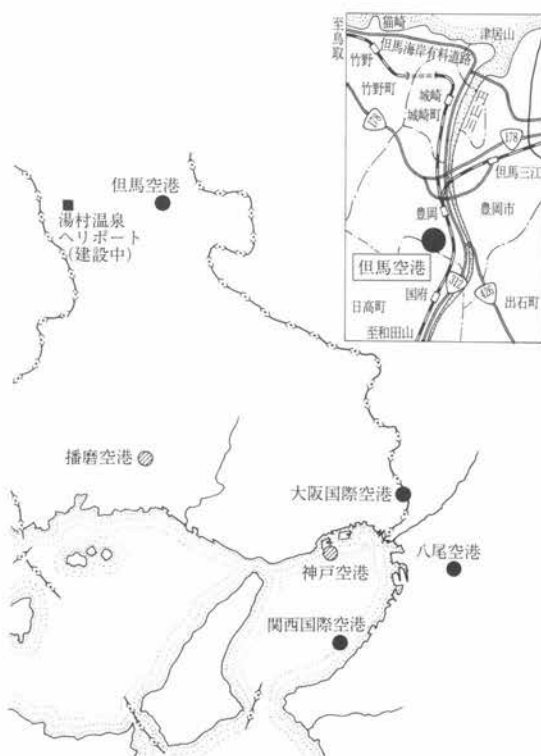 猫崎
津居山
至鳥取
但馬海岸有料道路
竹野
竹野町
城崎
城崎町
円山川
178
178
但馬三江
豊岡
豊岡市
但馬空港
312
426
国府
日高町
出石町
至和田山
但馬空港
湯村温泉
ヘリポート
(建設中)
播磨空港
大阪国際空港
神戸空港
八尾空港
関西国際空港